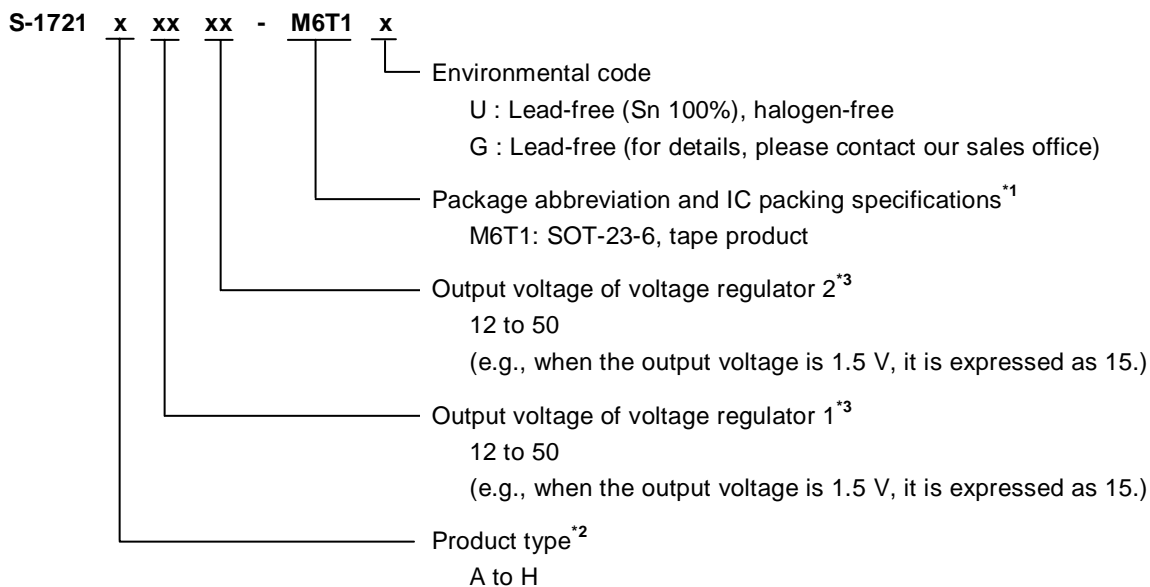 S-1721 x xx xx - M6T1 x
Environmental code
U : Lead-free (Sn 100%), halogen-free
G : Lead-free (for details, please contact our sales office)
Package abbreviation and IC packing specifications*1
M6T1: SOT-23-6, tape product
Output voltage of voltage regulator 2*3
12 to 50
(e.g., when the output voltage is 1.5 V, it is expressed as 15.)
Output voltage of voltage regulator 1*3
12 to 50
(e.g., when the output voltage is 1.5 V, it is expressed as 15.)
Product type*2
A to H